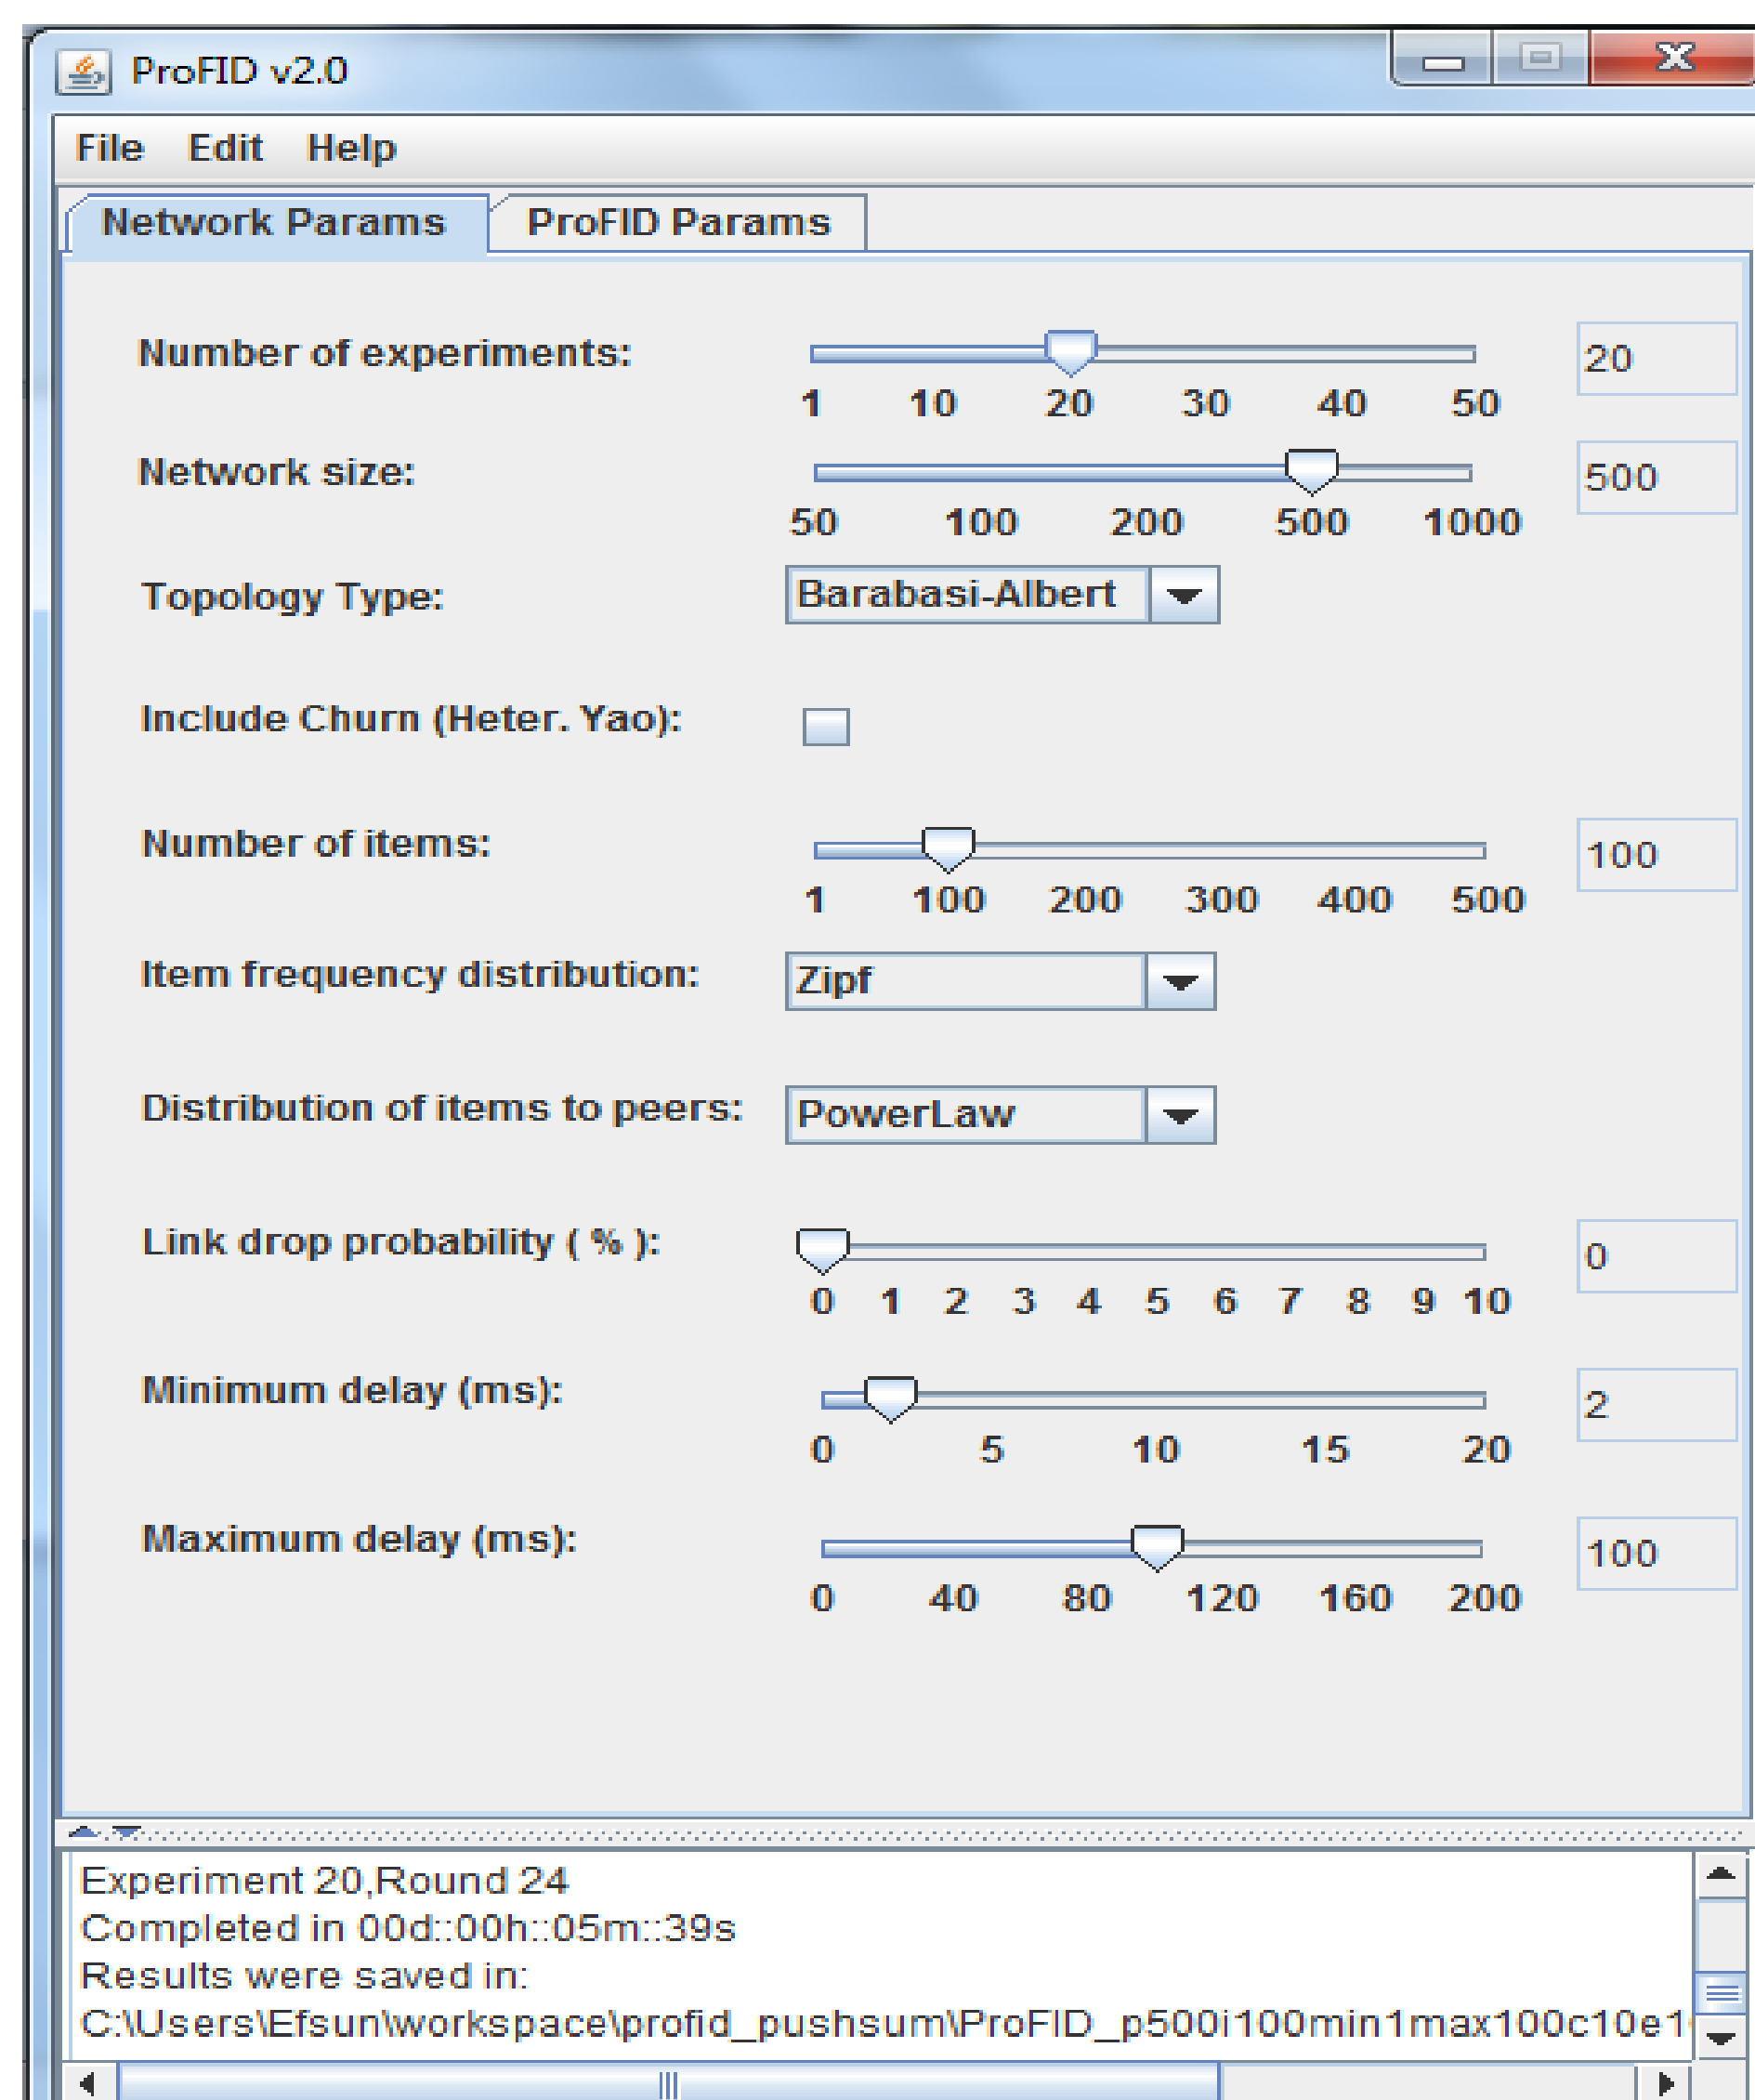 ProFID v2.0
File Edit Help
Network Params ProFID Params
Number of experiments: 20
1 10 20 30 40 50
Network size: 500
50 100 200 500 1000
Topology Type: Barabasi-Albert
Include Churn (Heter. Yao):
Number of items: 100
1 100 200 300 400 500
Item frequency distribution: Zipf
Distribution of items to peers: PowerLaw
Link drop probability ( % ): 0
0 1 2 3 4 5 6 7 8 9 10
Minimum delay (ms): 2
0 5 10 15 20
Maximum delay (ms): 100
0 40 80 120 160 200
Experiment 20,Round 24
Completed in 00d::00h::05m::39s
Results were saved in:
C:\Users\Efsun\workspace\profid_pushsum\ProFID_p500i100min1max100c10e1